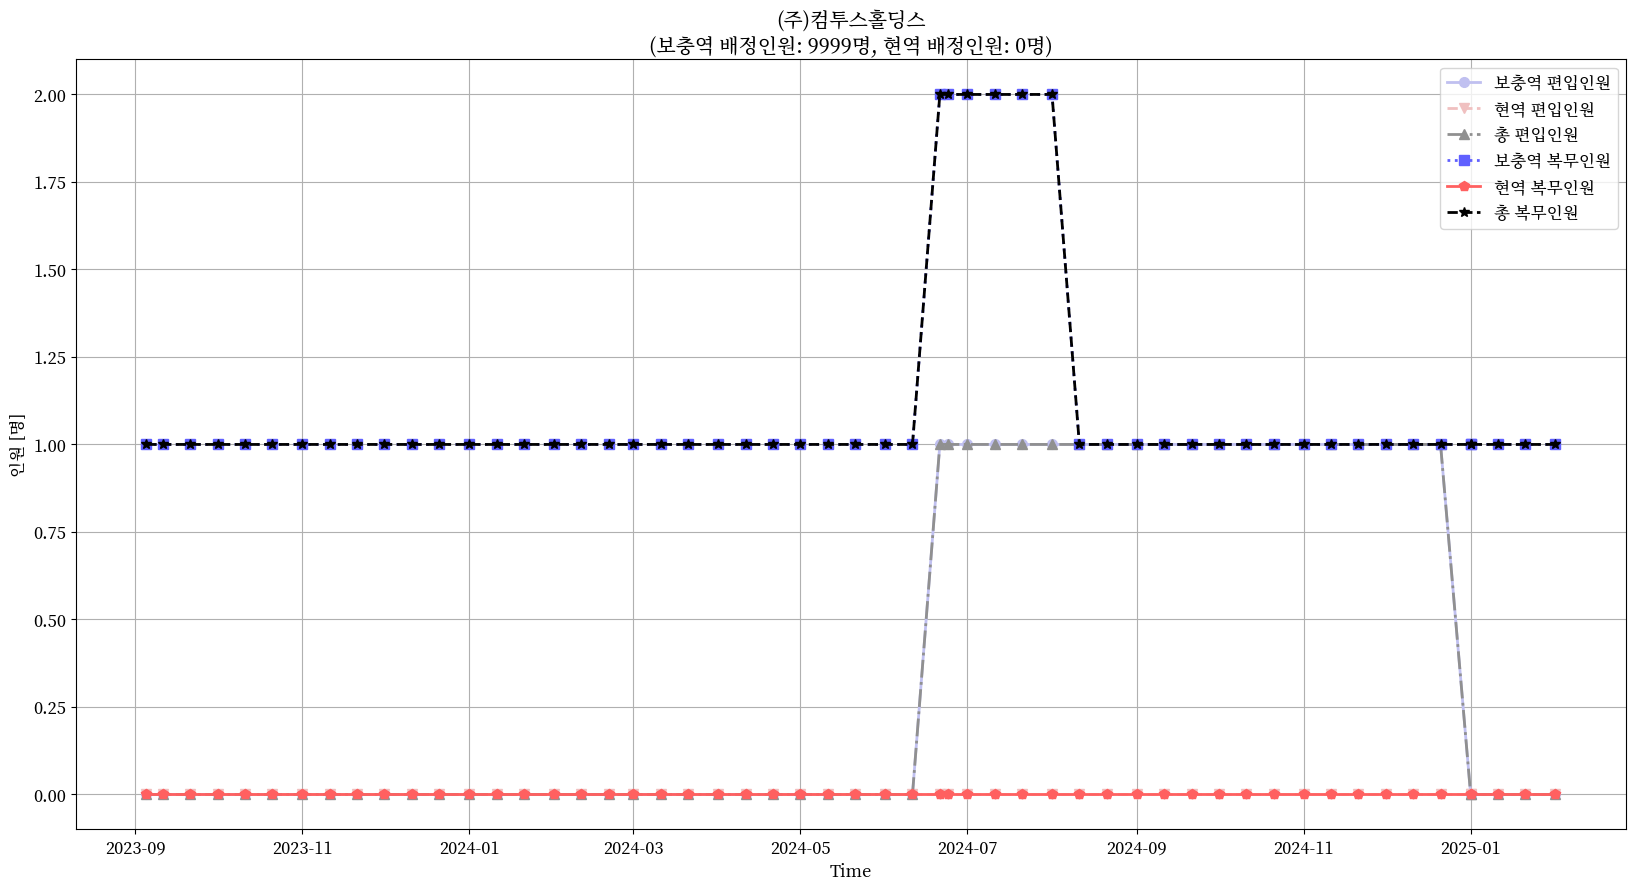 (주)컴투스홀딩스
(보충역 배정인원: 9999명, 현역 배정인원: 0명)
보충역 편입인원
현역 편입인원
총 편입인원
보충역 복무인원
현역 복무인원
총 복무인원
인원 [명]
2.00
1.75
1.50
1.25
1.00
0.75
0.50
0.25
0.00
2023-09
2023-11
2024-01
2024-03
2024-05
2024-07
2024-09
2024-11
2025-01
Time